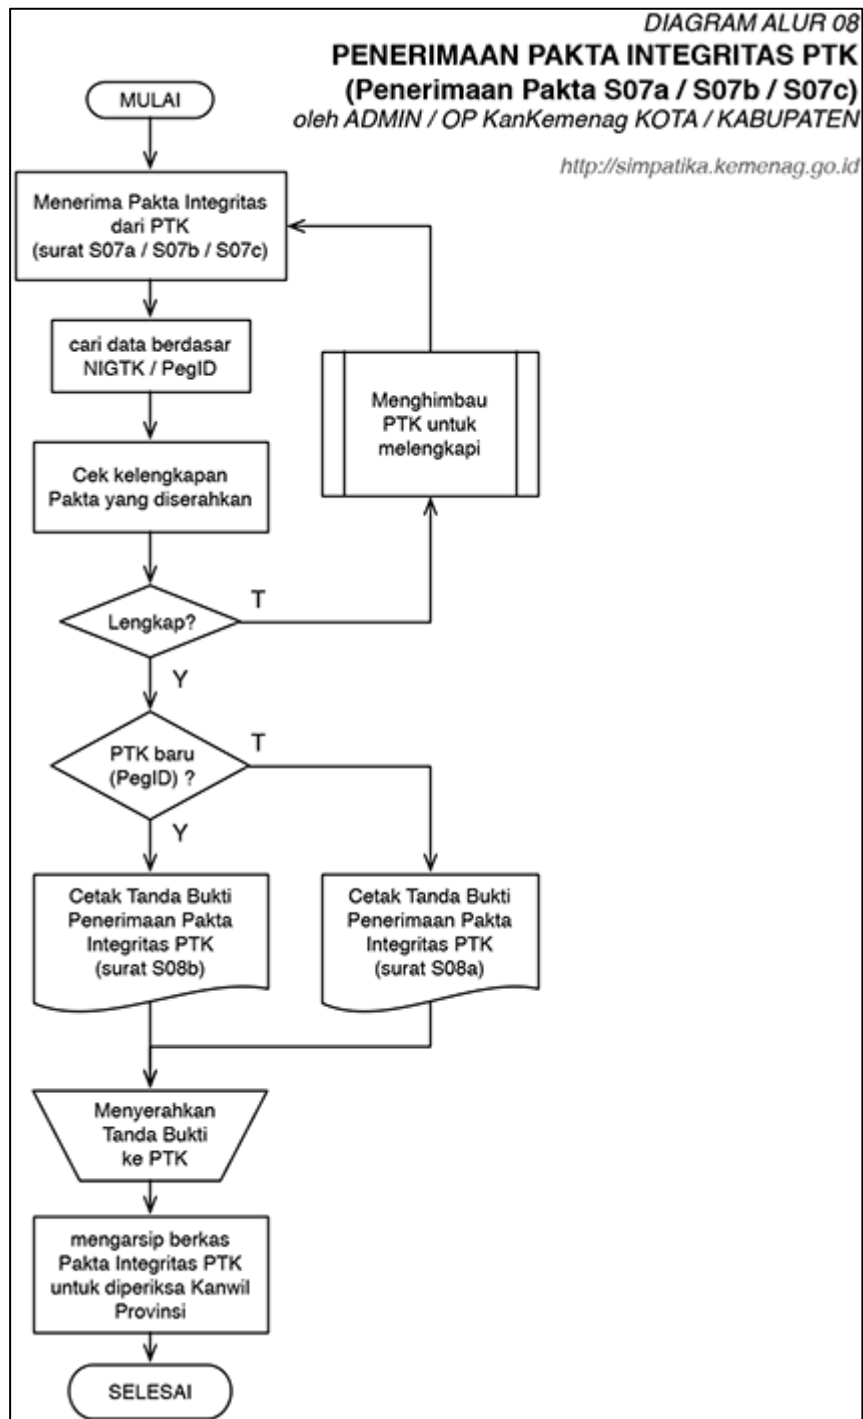 DIAGRAM ALUR 08
PENERIMAAN PAKTA INTEGRITAS PTK
(Penerimaan Pakta S07a / S07b / S07c)
oleh ADMIN / OP KanKemenag KOTA / KABUPATEN
http://simpatika.kemenag.go.id
MULAI
Menerima Pakta Integritas
dari PTK
(surat S07a / S07b / S07c)
cari data berdasar
NIGTK / PegID
Menghimbau
PTK untuk
melengkapi
Cek kelengkapan
Pakta yang diserahkan
Lengkap?
T
Y
PTK baru
(PegID) ?
T
Y
Cetak Tanda Bukti
Penerimaan Pakta
Integritas PTK
(surat S08b)
Cetak Tanda Bukti
Penerimaan Pakta
Integritas PTK
(surat S08a)
Menyerahkan
Tanda Bukti
ke PTK
mengarsip berkas
Pakta Integritas PTK
untuk diperiksa Kanwil
Provinsi
SELESAI